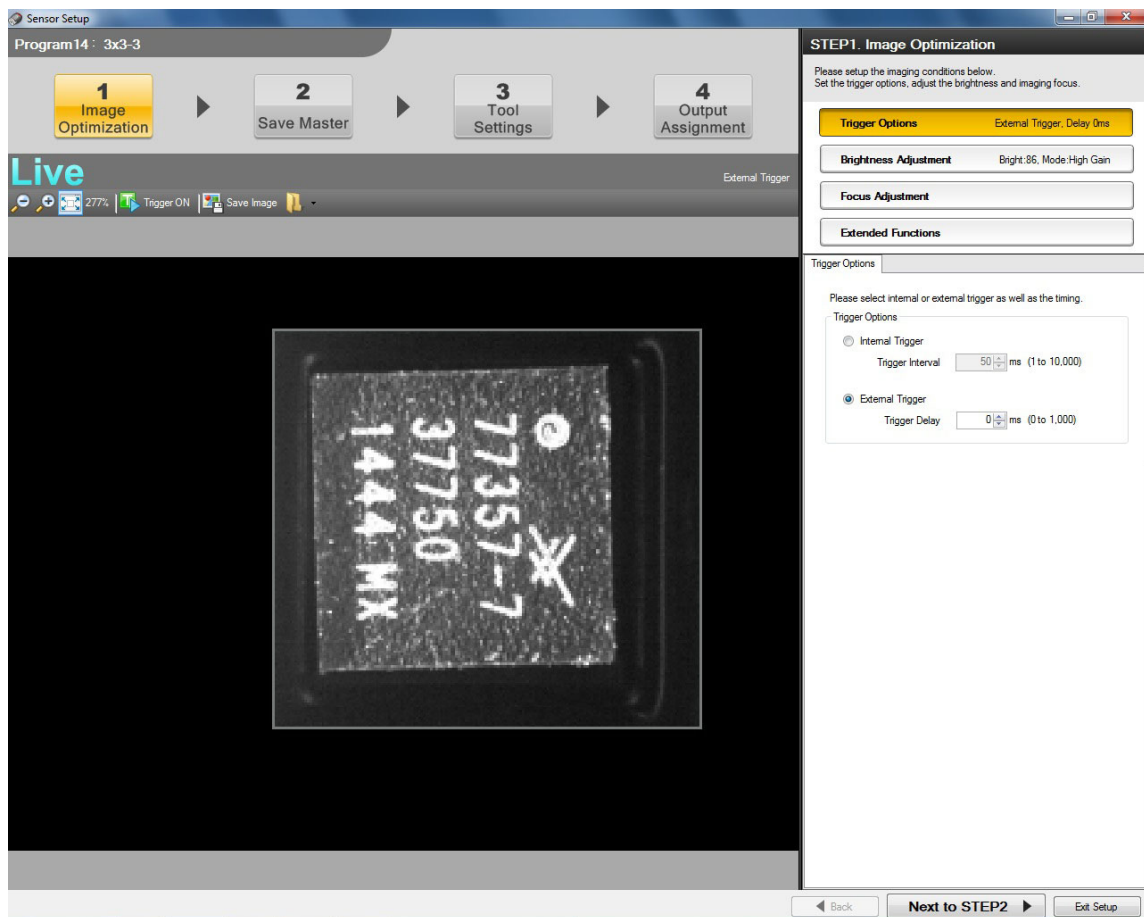 Sensor Setup
Program14 : 3x3-3
1
Image
Optimization
2
Save Master
3
Tool
Settings
4
Output
Assignment
Live
External Trigger
277%
Trigger ON
Save Image
77357-7
37750
1444 MX
STEP1. Image Optimization
Please setup the imaging conditions below.
Set the trigger options, adjust the brightness and imaging focus.
Trigger Options External Trigger, Delay 0ms
Brightness Adjustment Bright:86, Mode:High Gain
Focus Adjustment
Extended Functions
Trigger Options
Please select internal or external trigger as well as the timing.
Trigger Options
Internal Trigger
Trigger Interval 50 ms (1 to 10,000)
External Trigger
Trigger Delay 0 ms (0 to 1,000)
Back
Next to STEP2
Exit Setup